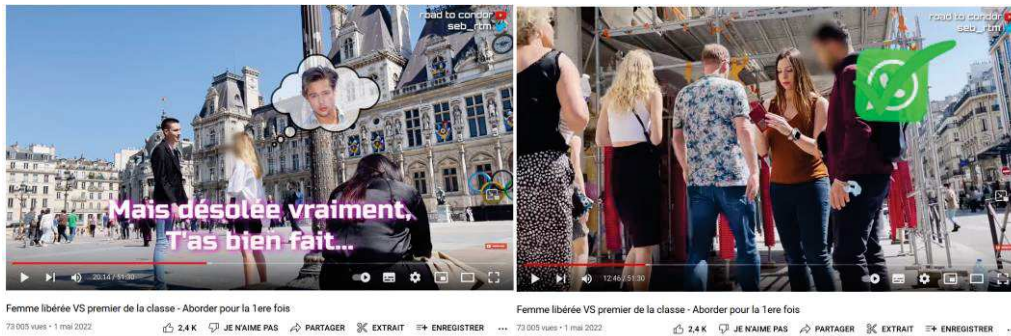 road to condor
seb_rtm
Mais désolée vraiment,
T'as bien fait...
20:14 / 51:30
Femme libérée VS premier de la classe - Aborder pour la 1ere fois
73 005 vues • 1 mai 2022
2,4 K
JE N'AIME PAS
PARTAGER
EXTRAIT
ENREGISTRER
road to condor
seb_rtm
12:46 / 51:30
Femme libérée VS premier de la classe - Aborder pour la 1ere fois
73 005 vues • 1 mai 2022
2,4 K
JE N'AIME PAS
PARTAGER
EXTRAIT
ENREGISTRER